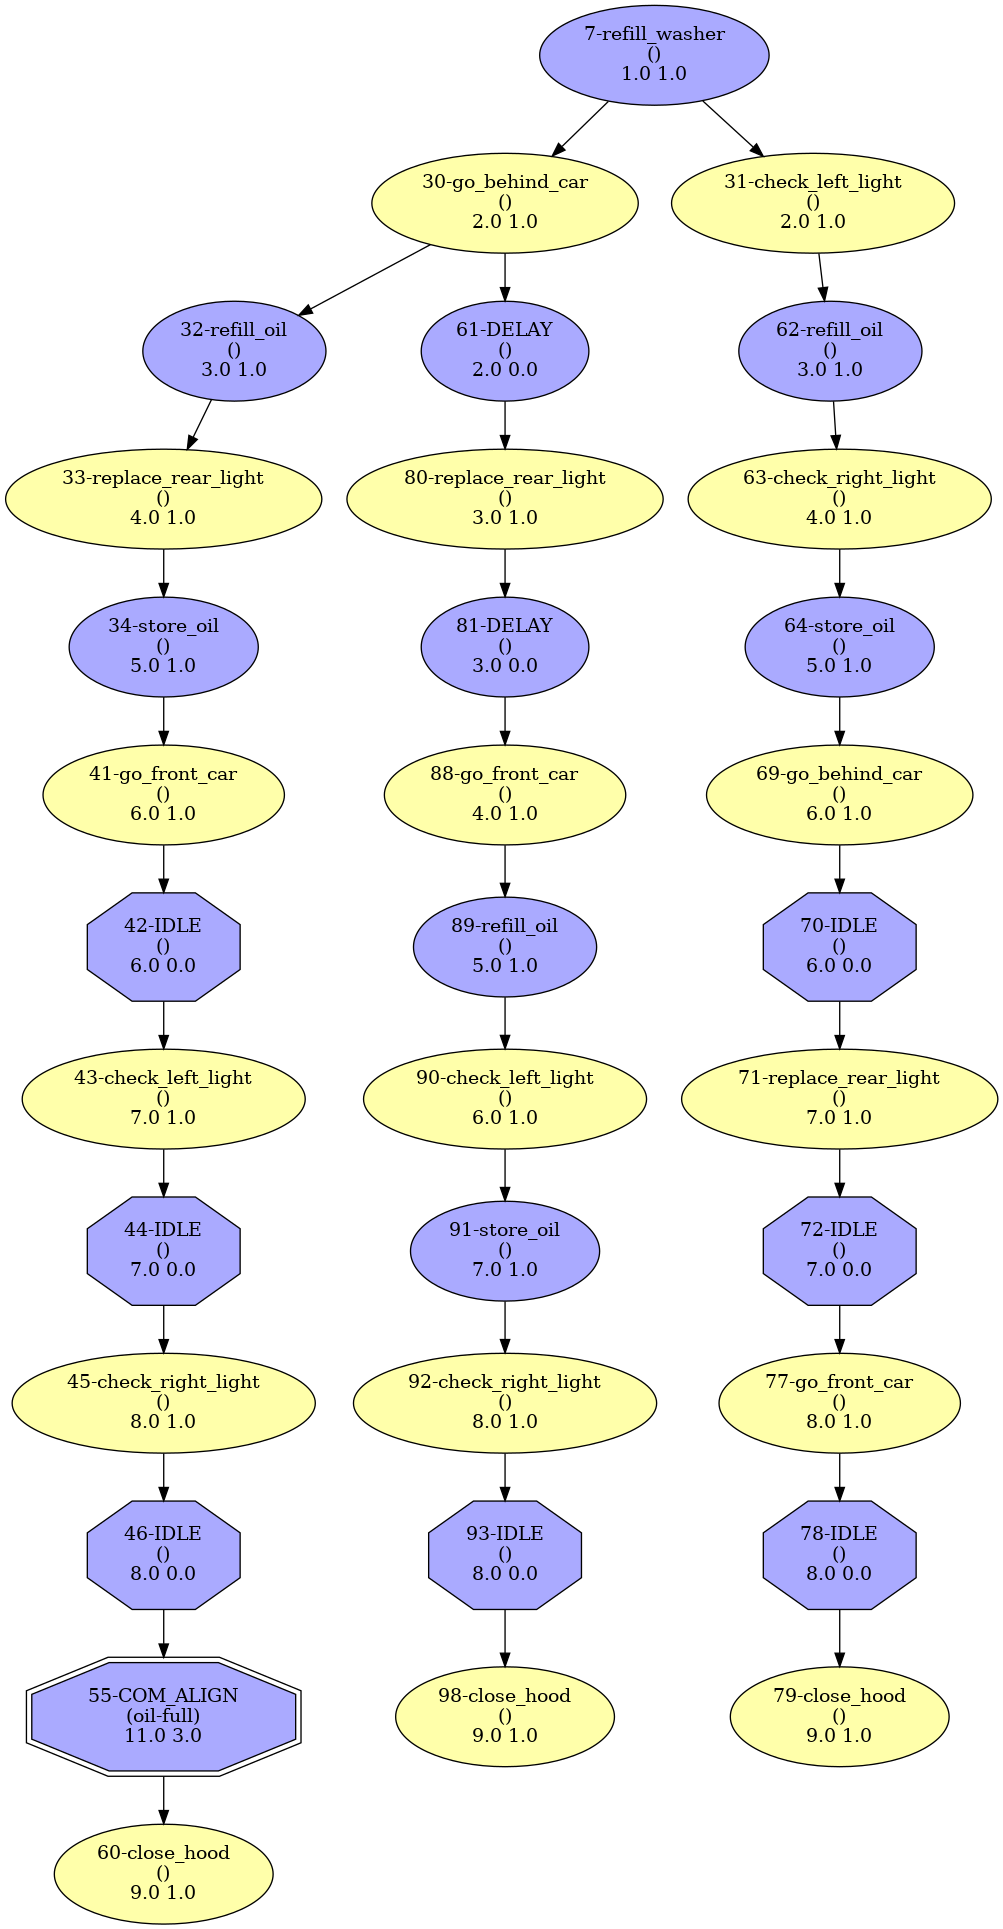 7-refill_washer
()
1.0 1.0
30-go_behind_car
()
2.0 1.0
31-check_left_light
()
2.0 1.0
32-refill_oil
()
3.0 1.0
61-DELAY
()
2.0 0.0
62-refill_oil
()
3.0 1.0
33-replace_rear_light
()
4.0 1.0
80-replace_rear_light
()
3.0 1.0
63-check_right_light
()
4.0 1.0
34-store_oil
()
5.0 1.0
81-DELAY
()
3.0 0.0
64-store_oil
()
5.0 1.0
41-go_front_car
()
6.0 1.0
88-go_front_car
()
4.0 1.0
69-go_behind_car
()
6.0 1.0
42-IDLE
()
6.0 0.0
89-refill_oil
()
5.0 1.0
70-IDLE
()
6.0 0.0
43-check_left_light
()
7.0 1.0
90-check_left_light
()
6.0 1.0
71-replace_rear_light
()
7.0 1.0
44-IDLE
()
7.0 0.0
91-store_oil
()
7.0 1.0
72-IDLE
()
7.0 0.0
45-check_right_light
()
8.0 1.0
92-check_right_light
()
8.0 1.0
77-go_front_car
()
8.0 1.0
46-IDLE
()
8.0 0.0
93-IDLE
()
8.0 0.0
78-IDLE
()
8.0 0.0
55-COM_ALIGN
(oil-full)
11.0 3.0
98-close_hood
()
9.0 1.0
79-close_hood
()
9.0 1.0
60-close_hood
()
9.0 1.0